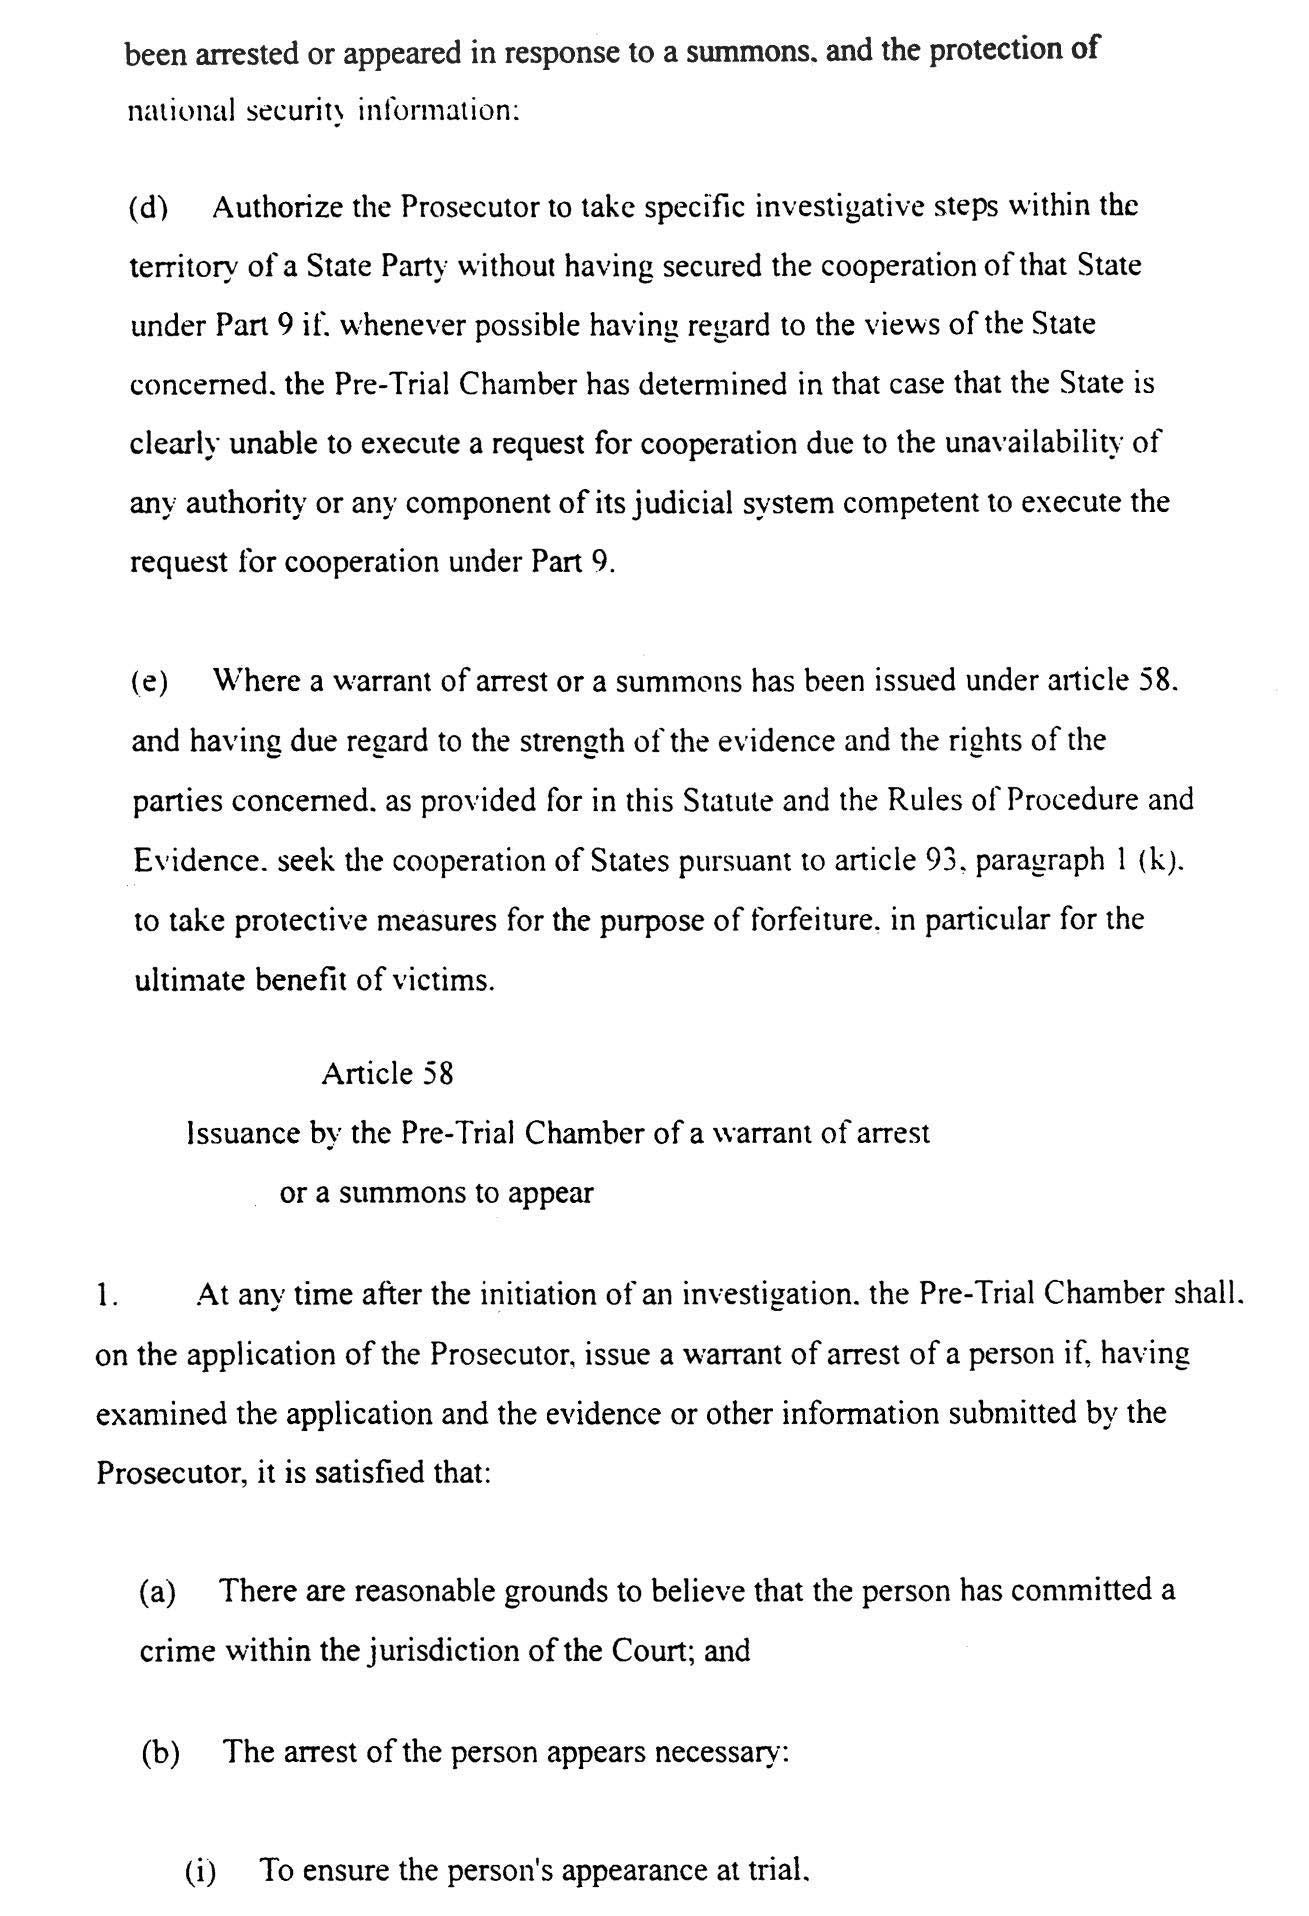 been arrested or appeared in response to a summons, and the protection of
national security information;
(d) Authorize the Prosecutor to take specific investigative steps within the
territory of a State Party without having secured the cooperation of that State
under Part 9 if, whenever possible having regard to the views of the State
concerned, the Pre-Trial Chamber has determined in that case that the State is
clearly unable to execute a request for cooperation due to the unavailability of
any authority or any component of its judicial system competent to execute the
request for cooperation under Part 9.
(e) Where a warrant of arrest or a summons has been issued under article 58,
and having due regard to the strength of the evidence and the rights of the
parties concerned, as provided for in this Statute and the Rules of Procedure and
Evidence, seek the cooperation of States pursuant to article 93, paragraph 1 (k),
to take protective measures for the purpose of forfeiture, in particular for the
ultimate benefit of victims.
Article 58
Issuance by the Pre-Trial Chamber of a warrant of arrest
or a summons to appear
1. At any time after the initiation of an investigation, the Pre-Trial Chamber shall,
on the application of the Prosecutor, issue a warrant of arrest of a person if, having
examined the application and the evidence or other information submitted by the
Prosecutor, it is satisfied that:
(a) There are reasonable grounds to believe that the person has committed a
crime within the jurisdiction of the Court; and
(b) The arrest of the person appears necessary:
(i) To ensure the person's appearance at trial,